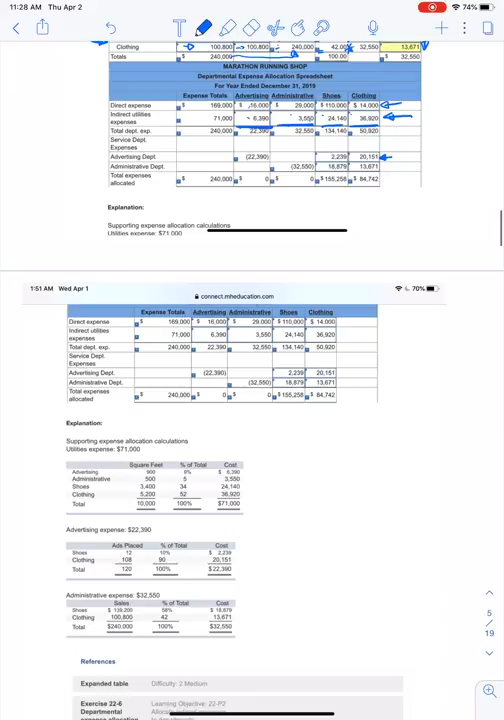 11:28 AM Thu Apr 2
74%
Clothing 100,800 100,800 240,000 42.00 32,550 13,671
Totals $ 240,000 100.00 $ 32,550
MARATHON RUNNING SHOP
Departmental Expense Allocation Spreadsheet
For Year Ended December 31, 2019
Expense Totals Advertising Administrative Shoes Clothing
Direct expense $ 169,000 $ 16,000 $ 29,000 $ 110,000 $ 14,000
Indirect utilities expenses 71,000 6,390 3,550 24,140 36,920
Total dept. exp. 240,000 22,390 32,550 134,140 50,920
Service Dept. Expenses
Advertising Dept. (22,390) 2,239 20,151
Administrative Dept. (32,550) 18,879 13,671
Total expenses allocated $ 240,000 $ 0 $ 0 $ 155,258 $ 84,742
Explanation:
Supporting expense allocation calculations
Utilities expense: $71,000
1:51 AM Wed Apr 1
70%
connect.mheducation.com
Expense Totals Advertising Administrative Shoes Clothing
Direct expense $ 169,000 $ 16,000 $ 29,000 $ 110,000 $ 14,000
Indirect utilities expenses 71,000 6,390 3,550 24,140 36,920
Total dept. exp. 240,000 22,390 32,550 134,140 50,920
Service Dept. Expenses
Advertising Dept. (22,390) 2,239 20,151
Administrative Dept. (32,550) 18,879 13,671
Total expenses allocated $ 240,000 $ 0 $ 0 $ 155,258 $ 84,742
Explanation:
Supporting expense allocation calculations
Utilities expense: $71,000
Square Feet % of Total Cost
Advertising 900 9% $ 6,390
Administrative 500 5 3,550
Shoes 3,400 34 24,140
Clothing 5,200 52 36,920
Total 10,000 100% $71,000
Advertising expense: $22,390
Ads Placed % of Total Cost
Shoes 12 10% $ 2,239
Clothing 108 90 20,151
Total 120 100% $22,390
Administrative expense: $32,550
Sales % of Total Cost
Shoes $ 139,200 58% $ 18,879
Clothing 100,800 42 13,671
Total $240,000 100% $32,550
References
Expanded table Difficulty: 2 Medium
Exercise 22-6 Learning Objective: 22-P2
Departmental
5
/
19